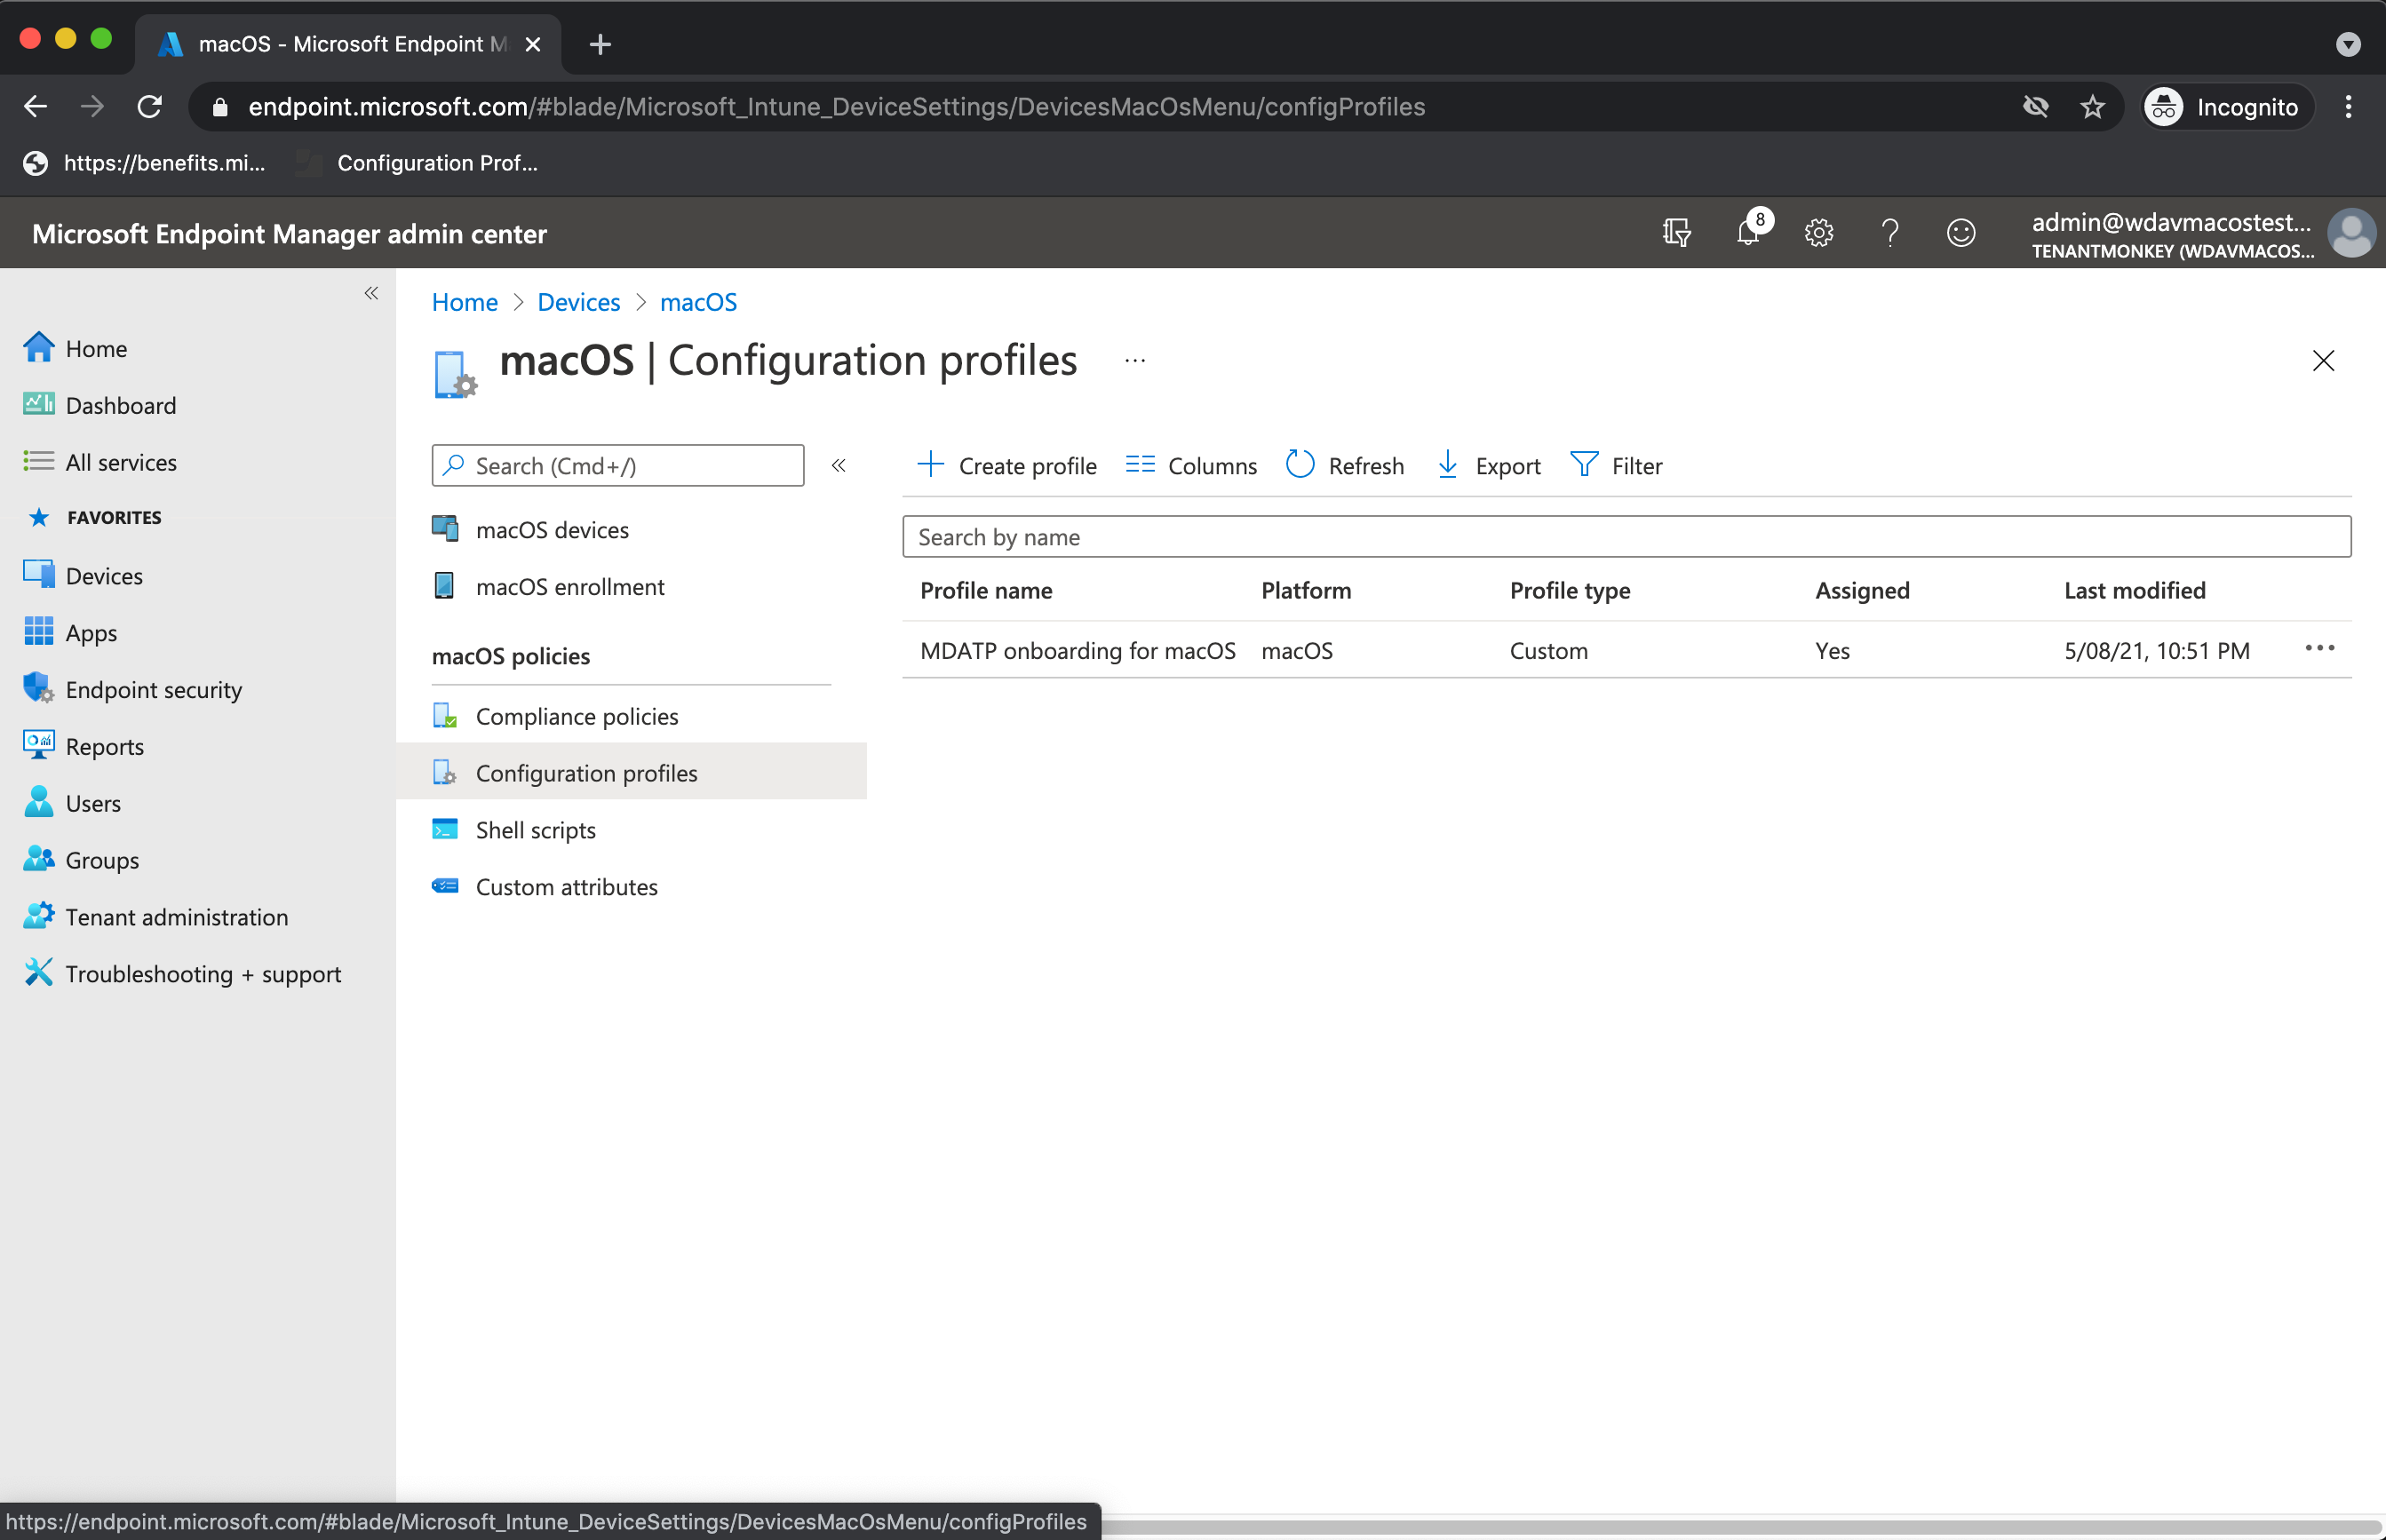 macOS - Microsoft Endpoint M
endpoint.microsoft.com/#blade/Microsoft_Intune_DeviceSettings/DevicesMacOsMenu/configProfiles
Incognito
https://benefits.mi...
Configuration Prof...
Microsoft Endpoint Manager admin center
8
admin@wdavmacostest...
TENANTMONKEY (WDAVMACOS...
Home
Dashboard
All services
FAVORITES
Devices
Apps
Endpoint security
Reports
Users
Groups
Tenant administration
Troubleshooting + support
Home > Devices > macOS
macOS | Configuration profiles ...
Search (Cmd+/)
macOS devices
macOS enrollment
macOS policies
Compliance policies
Configuration profiles
Shell scripts
Custom attributes
Create profile Columns Refresh Export Filter
Search by name
Profile name Platform Profile type Assigned Last modified
MDATP onboarding for macOS macOS Custom Yes 5/08/21, 10:51 PM
https://endpoint.microsoft.com/#blade/Microsoft_Intune_DeviceSettings/DevicesMacOsMenu/configProfiles